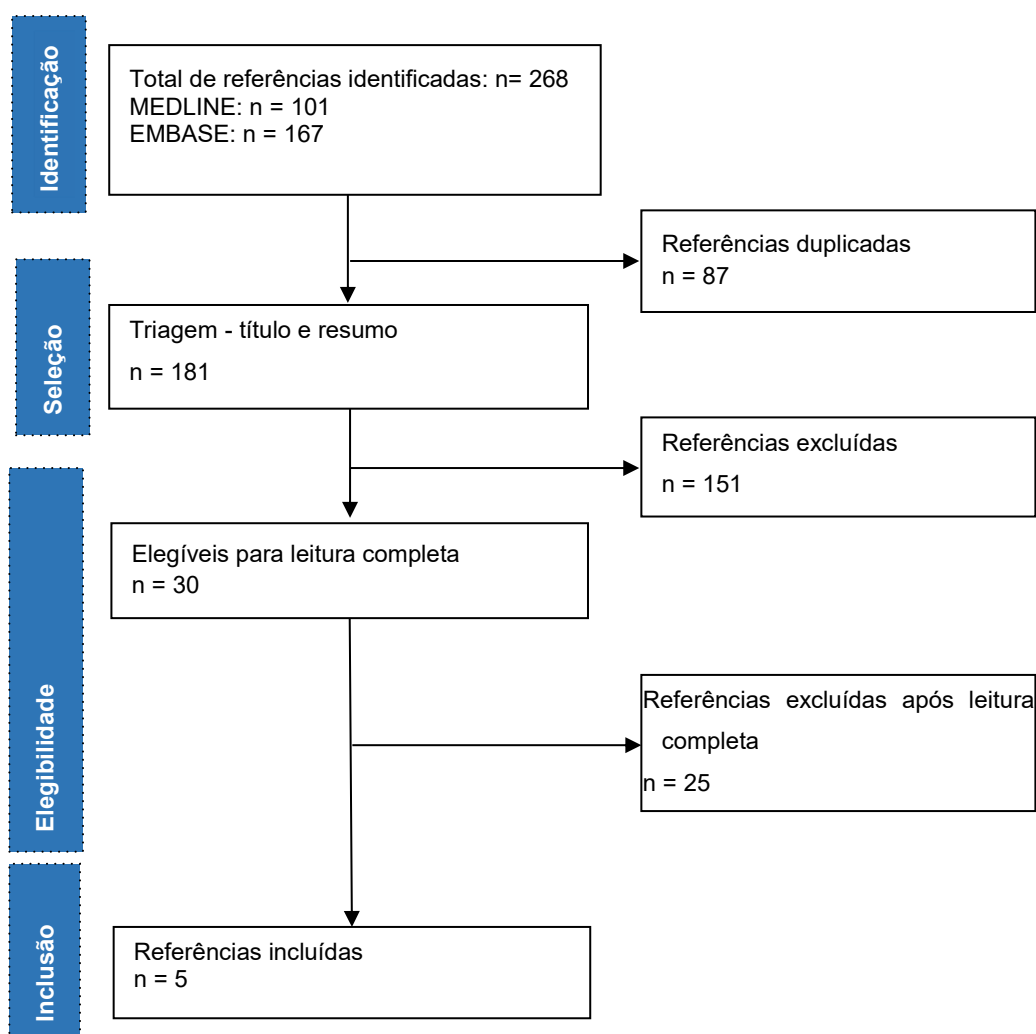 Identificação
Total de referências identificadas: n= 268
MEDLINE: n = 101
EMBASE: n = 167
Referências duplicadas
n = 87
Seleção
Triagem - título e resumo
n = 181
Referências excluídas
n = 151
Elegibilidade
Elegíveis para leitura completa
n = 30
Referências excluídas após leitura
completa
n = 25
Inclusão
Referências incluídas
n = 5